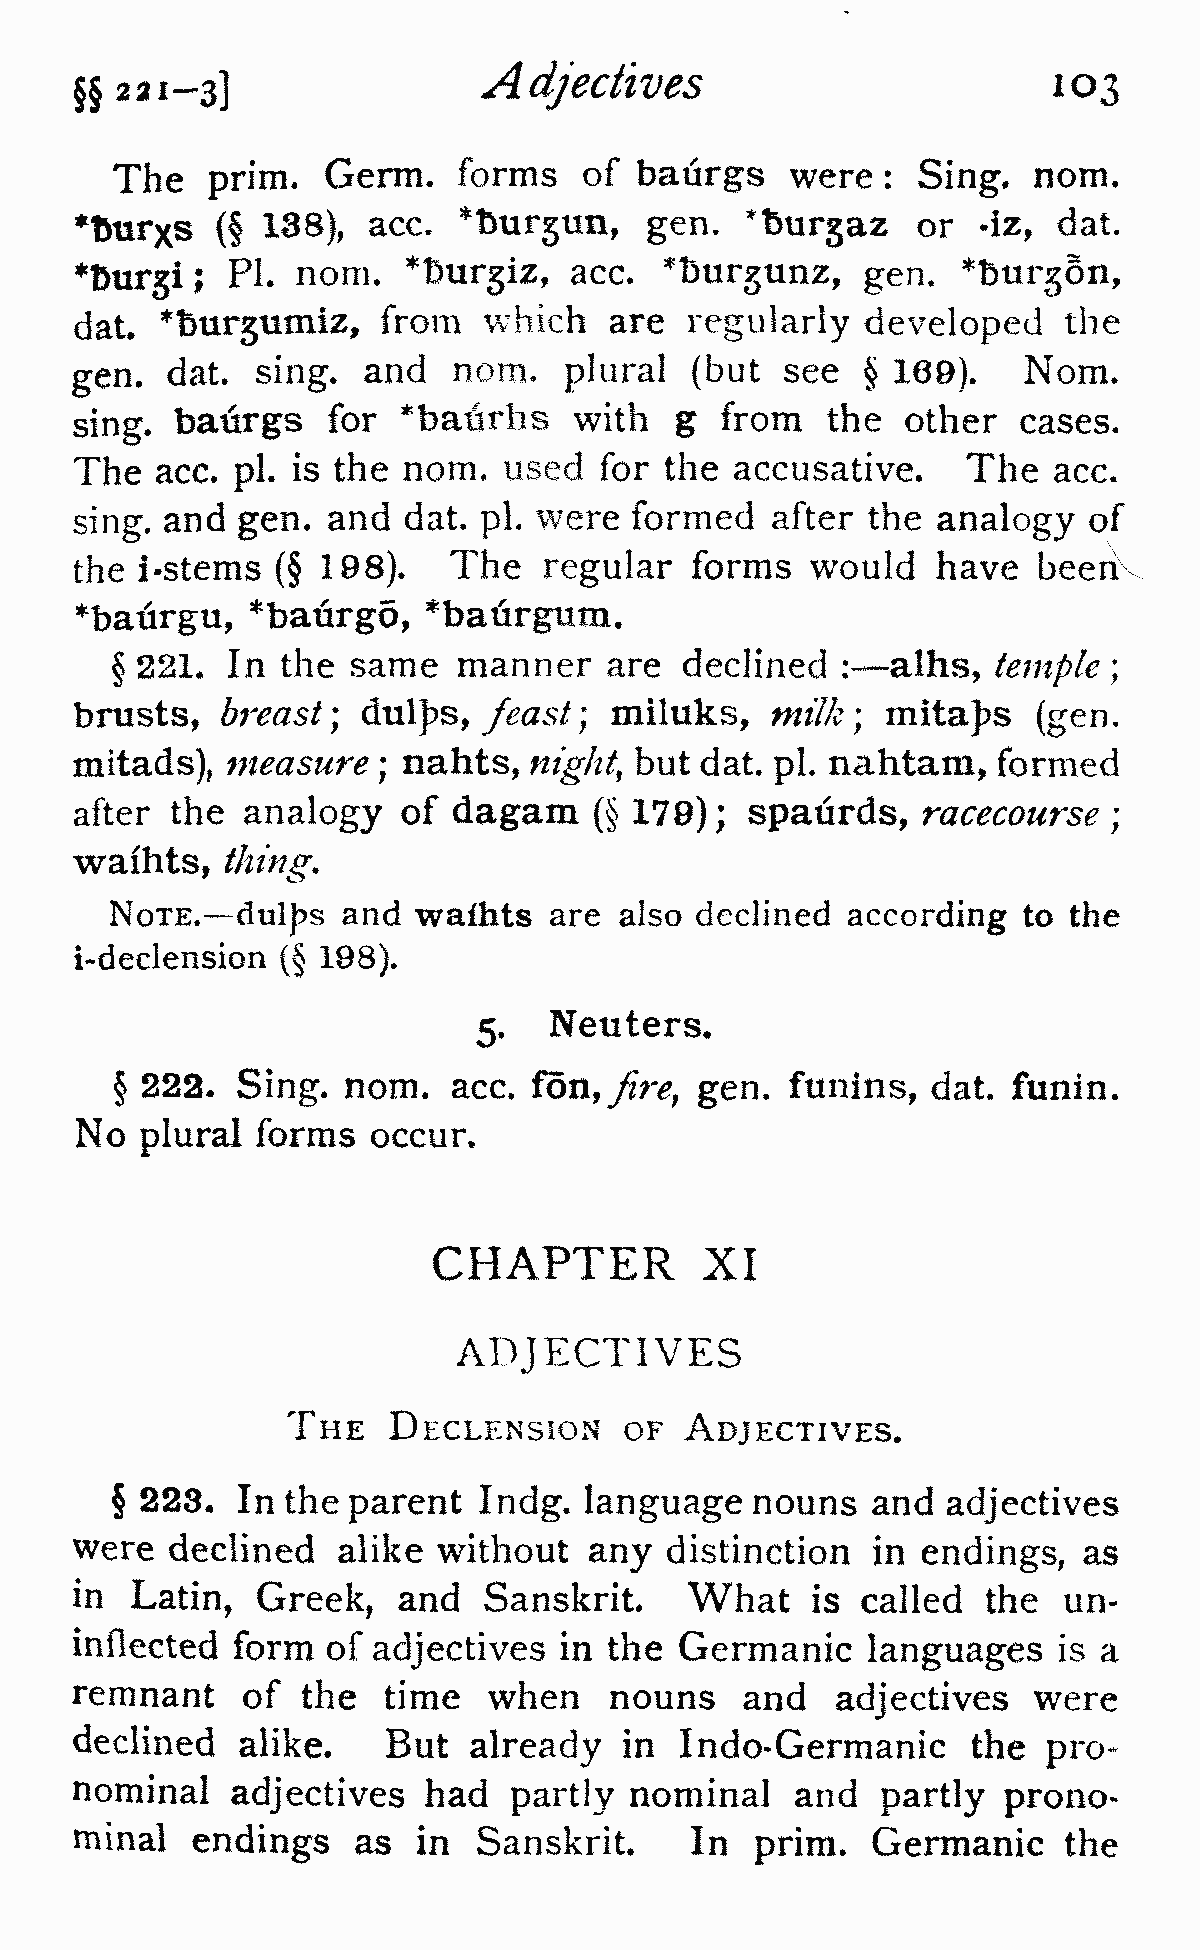 §§ 221–3] Adjectives 103
The prim. Germ. forms of baúrgs were: Sing. nom.
*ƀurχs (§ 138), acc. *ƀurʒun, gen. *ƀurʒaz or -iz, dat.
*ƀurʒi; Pl. nom. *ƀurʒiz, acc. *ƀurʒunz, gen. *ƀurʒõn,
dat. *ƀurʒumiz, from which are regularly developed the
gen. dat. sing. and nom. plural (but see § 169). Nom.
sing. baúrgs for *baúrhs with g from the other cases.
The acc. pl. is the nom. used for the accusative. The acc.
sing. and gen. and dat. pl. were formed after the analogy of
the i-stems (§ 198). The regular forms would have been
*baúrgu, *baúrgō, *baúrgum.
§ 221. In the same manner are declined:—alhs, temple;
brusts, breast; dulþs, feast; miluks, milk; mitaþs (gen.
mitads), measure; nahts, night, but dat. pl. nahtam, formed
after the analogy of dagam (§ 179); spaúrds, racecourse;
waíhts, thing.
NOTE.—dulþs and waíhts are also declined according to the
i-declension (§ 198).
5. Neuters.
§ 222. Sing. nom. acc. fōn, fire, gen. funins, dat. funin.
No plural forms occur.
CHAPTER XI
ADJECTIVES
THE DECLENSION OF ADJECTIVES.
§ 223. In the parent Indg. language nouns and adjectives
were declined alike without any distinction in endings, as
in Latin, Greek, and Sanskrit. What is called the un-
inflected form of adjectives in the Germanic languages is a
remnant of the time when nouns and adjectives were
declined alike. But already in Indo-Germanic the pro-
nominal adjectives had partly nominal and partly prono-
minal endings as in Sanskrit. In prim. Germanic the